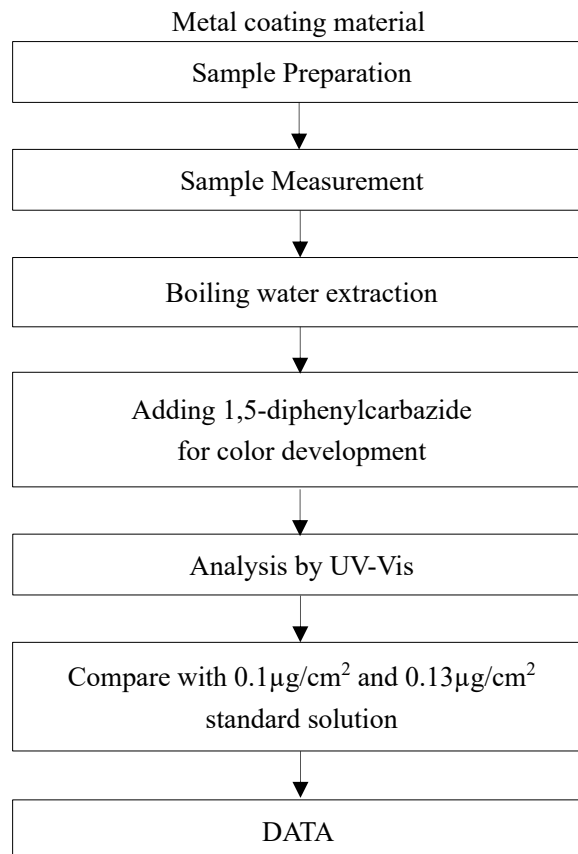 Metal coating material
Sample Preparation
Sample Measurement
Boiling water extraction
Adding 1,5-diphenylcarbazide
for color development
Analysis by UV-Vis
Compare with 0.1µg/cm² and 0.13µg/cm²
standard solution
DATA